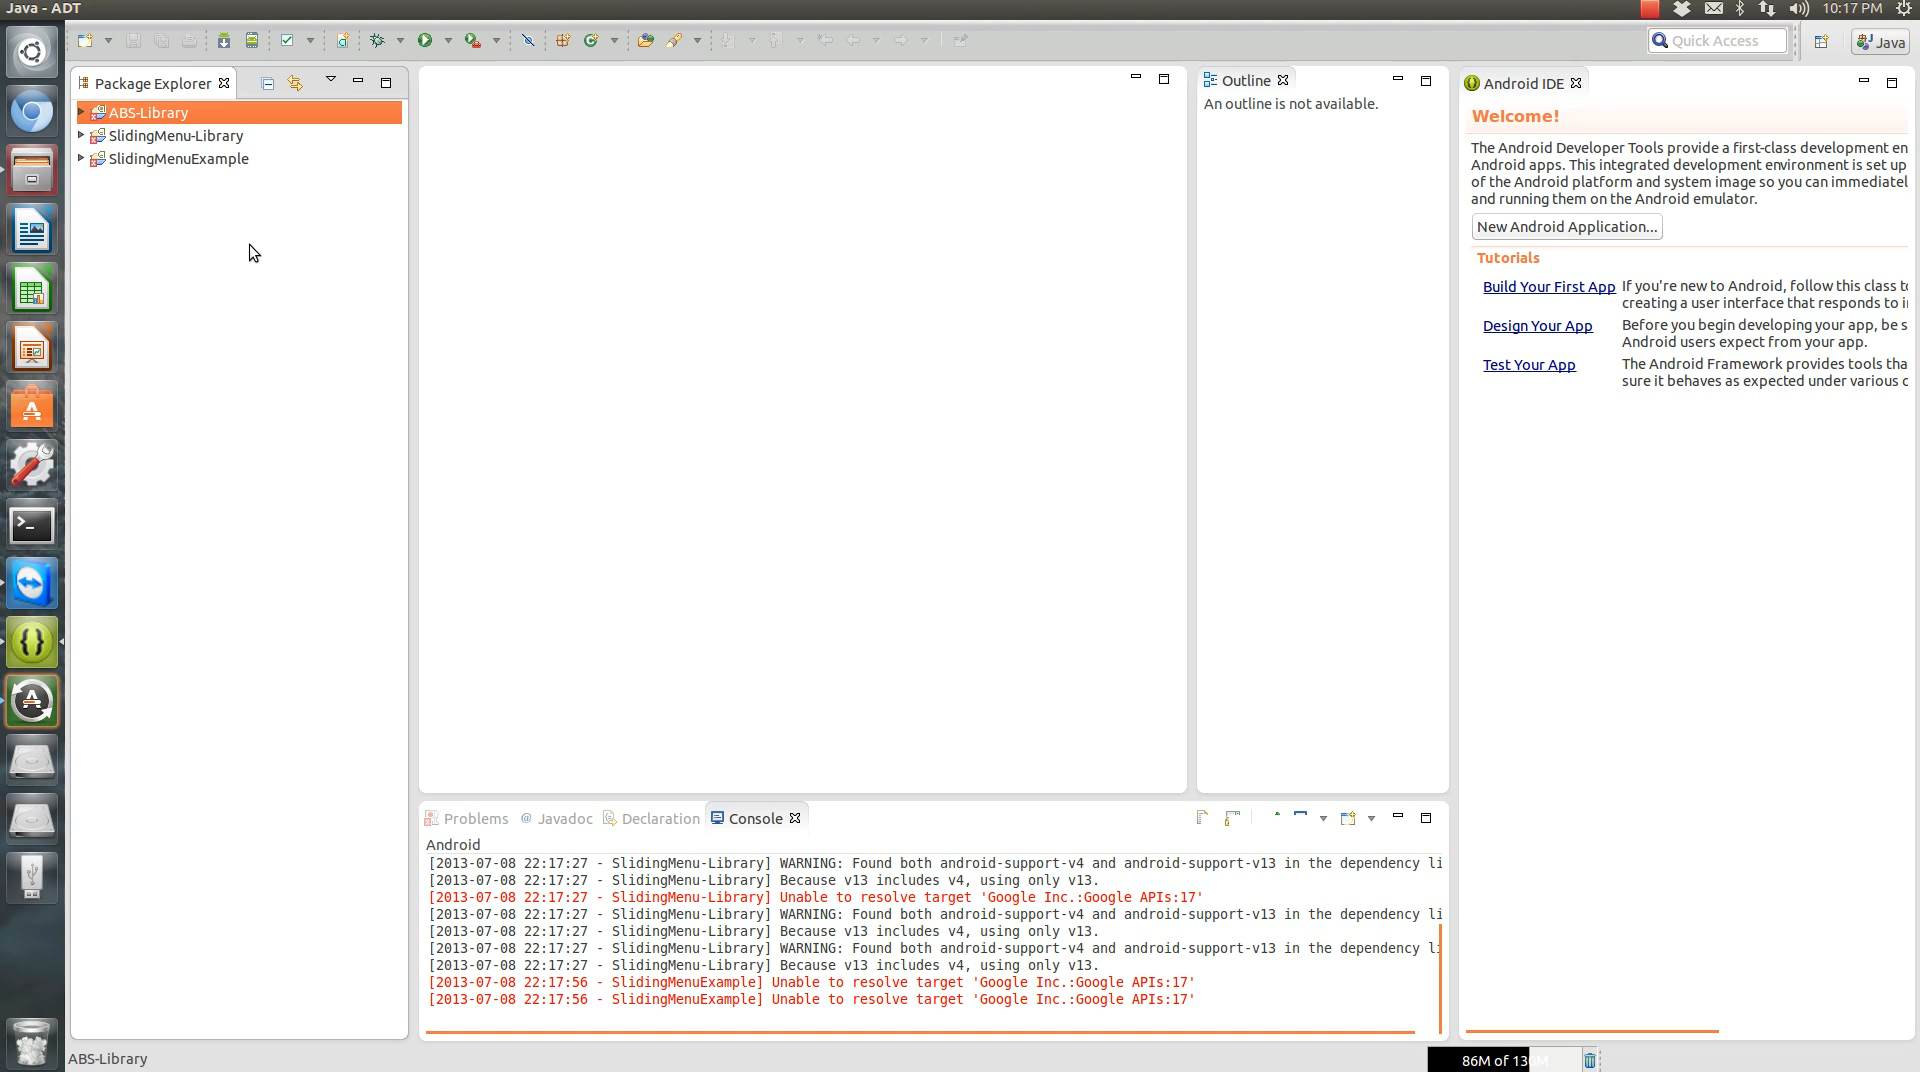 Java - ADT
10:17 PM
Quick Access
Java
Package Explorer
ABS-Library
SlidingMenu-Library
SlidingMenuExample
Outline
An outline is not available.
Android IDE
Welcome!
The Android Developer Tools provide a first-class development en
Android apps. This integrated development environment is set up
of the Android platform and system image so you can immediatel
and running them on the Android emulator.
New Android Application...
Tutorials
Build Your First App
If you're new to Android, follow this class to
creating a user interface that responds to i
Design Your App
Before you begin developing your app, be s
Android users expect from your app.
Test Your App
The Android Framework provides tools tha
sure it behaves as expected under various c
Problems
@ Javadoc
Declaration
Console
Android
[2013-07-08 22:17:27 - SlidingMenu-Library] WARNING: Found both android-support-v4 and android-support-v13 in the dependency li
[2013-07-08 22:17:27 - SlidingMenu-Library] Because v13 includes v4, using only v13.
[2013-07-08 22:17:27 - SlidingMenu-Library] Unable to resolve target 'Google Inc.:Google APIs:17'
[2013-07-08 22:17:27 - SlidingMenu-Library] WARNING: Found both android-support-v4 and android-support-v13 in the dependency li
[2013-07-08 22:17:27 - SlidingMenu-Library] Because v13 includes v4, using only v13.
[2013-07-08 22:17:27 - SlidingMenu-Library] WARNING: Found both android-support-v4 and android-support-v13 in the dependency li
[2013-07-08 22:17:27 - SlidingMenu-Library] Because v13 includes v4, using only v13.
[2013-07-08 22:17:56 - SlidingMenuExample] Unable to resolve target 'Google Inc.:Google APIs:17'
[2013-07-08 22:17:56 - SlidingMenuExample] Unable to resolve target 'Google Inc.:Google APIs:17'
ABS-Library
86M of